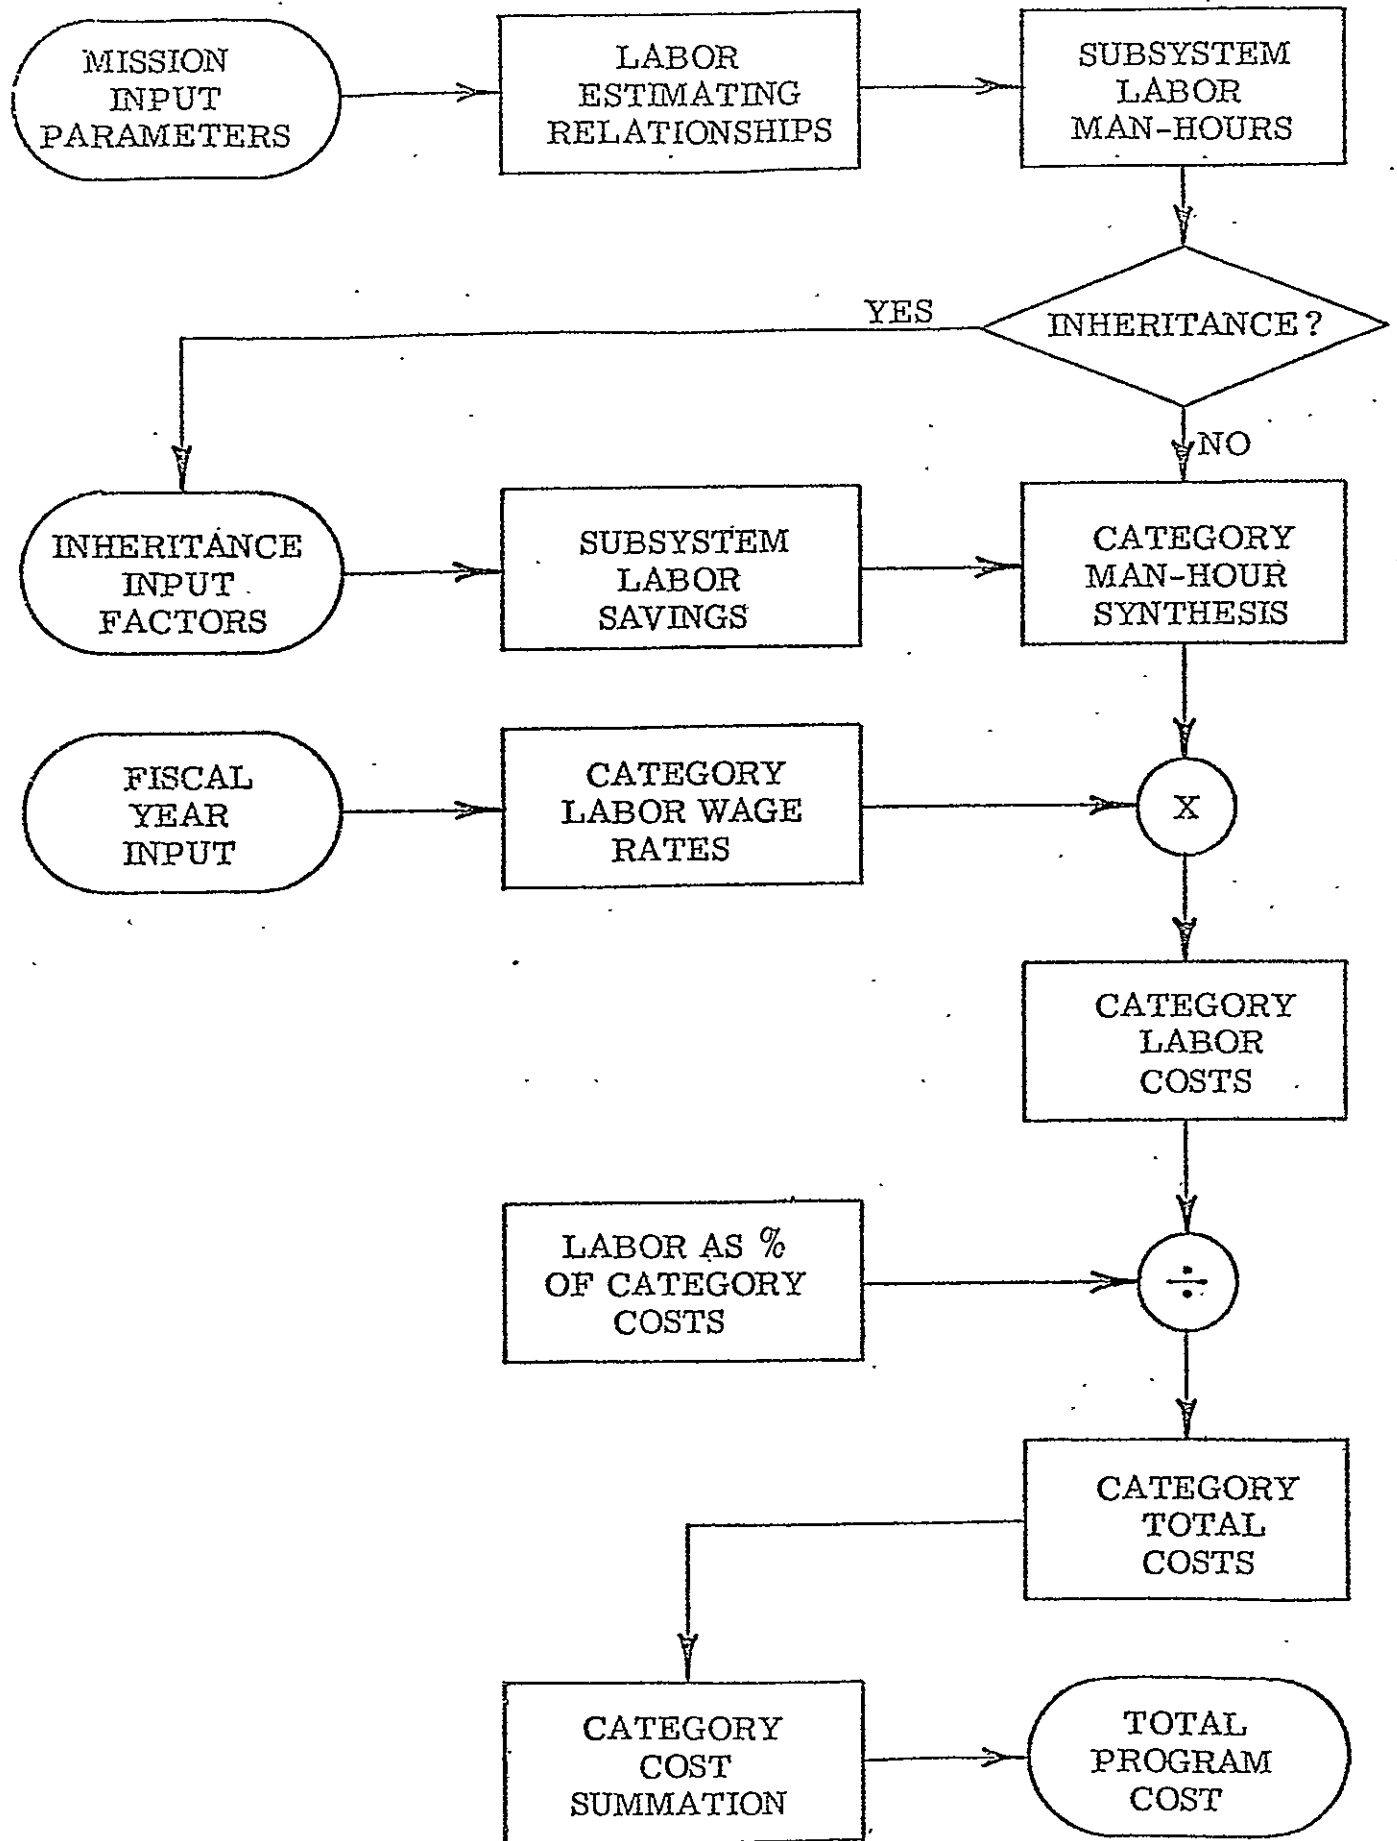 MISSION
INPUT
PARAMETERS
LABOR
ESTIMATING
RELATIONSHIPS
SUBSYSTEM
LABOR
MAN-HOURS
YES
INHERITANCE?
NO
INHERITANCE
INPUT
FACTORS
SUBSYSTEM
LABOR
SAVINGS
CATEGORY
MAN-HOUR
SYNTHESIS
FISCAL
YEAR
INPUT
CATEGORY
LABOR WAGE
RATES
X
CATEGORY
LABOR
COSTS
LABOR AS %
OF CATEGORY
COSTS
÷
CATEGORY
TOTAL
COSTS
CATEGORY
COST
SUMMATION
TOTAL
PROGRAM
COST